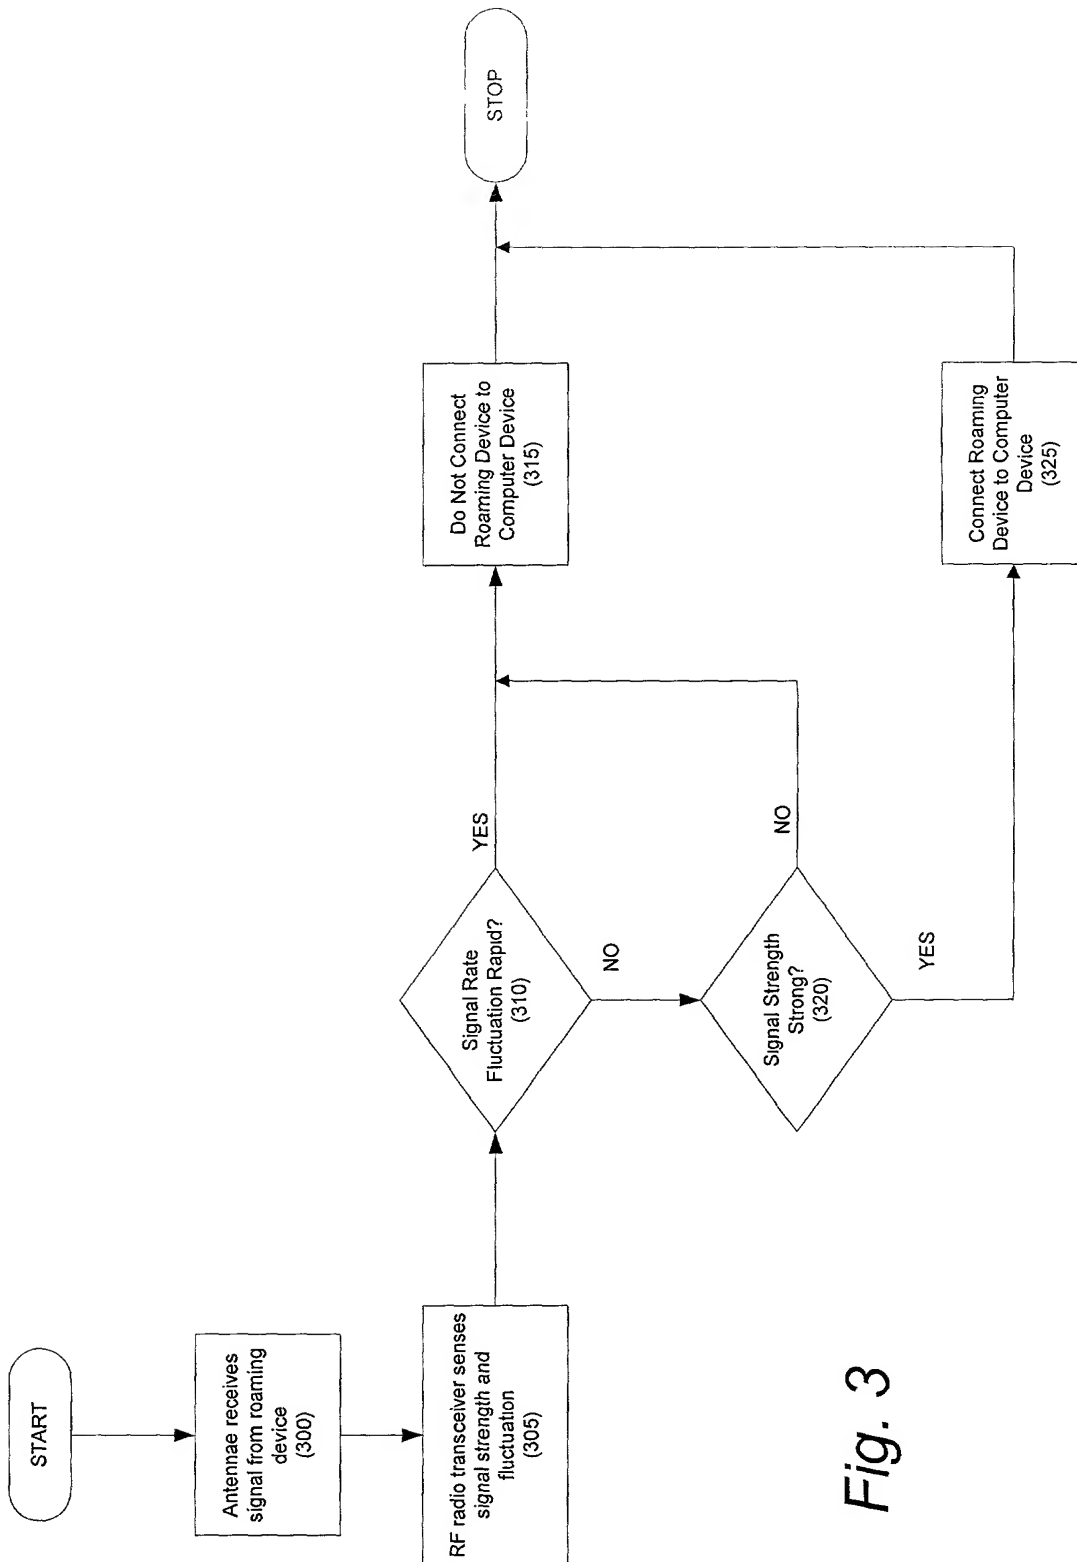 START
Antennae receives
signal from roaming
device
(300)
RF radio transceiver senses
signal strength and
fluctuation
(305)
Signal Rate
Fluctuation Rapid?
(310)
YES
NO
Do Not Connect
Roaming Device to
Computer Device
(315)
Signal Strength
Strong?
(320)
NO
YES
Connect Roaming
Device to Computer
Device
(325)
STOP
Fig. 3